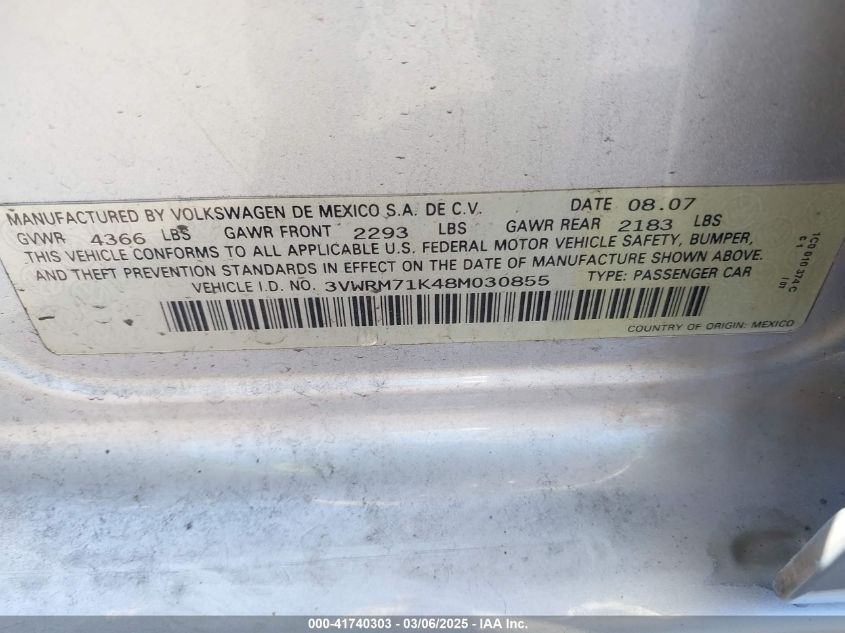 MANUFACTURED BY VOLKSWAGEN DE MEXICO S.A. DE C.V. DATE 08.07
GVWR 4366 LBS GAWR FRONT 2293 LBS GAWR REAR 2183 LBS
THIS VEHICLE CONFORMS TO ALL APPLICABLE U.S. FEDERAL MOTOR VEHICLE SAFETY, BUMPER,
AND THEFT PREVENTION STANDARDS IN EFFECT ON THE DATE OF MANUFACTURE SHOWN ABOVE.
VEHICLE I.D. NO. 3VWRM71K48M030855 TYPE: PASSENGER CAR
COUNTRY OF ORIGIN: MEXICO
1C0 010 374 C
000-41740303 - 03/06/2025 - IAA Inc.